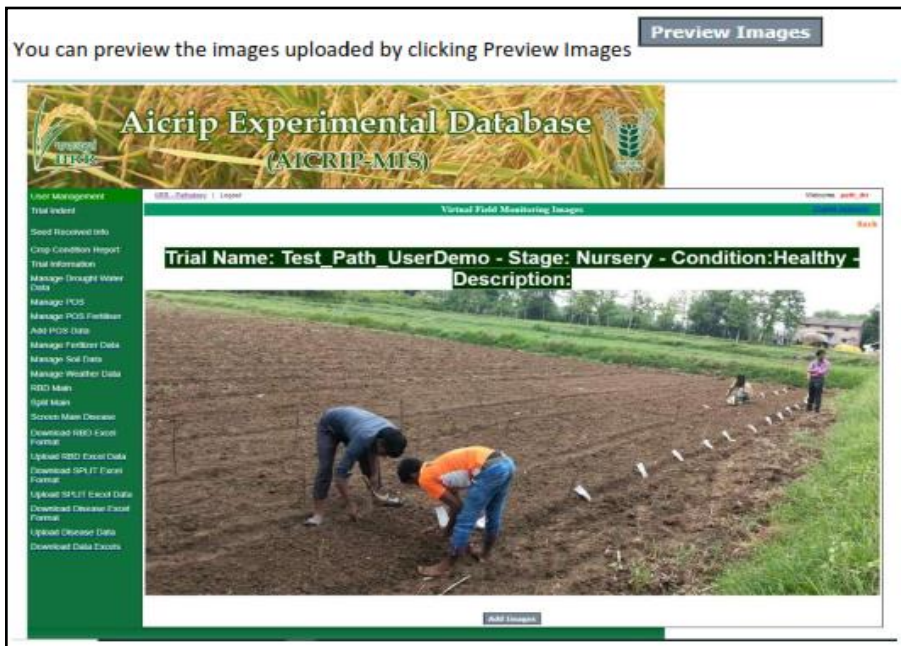 Preview Images
You can preview the images uploaded by clicking Preview Images
Aicrip Experimental Database
(AICRIP-MIS)
IIRR
User Management
Trial Indent
Seed Received Info
Crop Condition Report
Trial Information
Manage Drought Water
Data
Manage POS
Manage POS Fertiliser
Add POS Data
Manage Fertlizer Data
Manage Soil Data
Manage Weather Data
RBD Main
Split Main
Screen Main Disease
Download RBD Excel
Format
Upload RBD Excel Data
Download SPLIT Excel
Format
Upload SPLIT Excel Data
Download Disease Excel
Format
Upload Disease Data
Download Data Excels
| Logout
Welcome
Virtual Field Monitoring Images
Back
Trial Name: Test_Path_UserDemo - Stage: Nursery - Condition:Healthy -
Description:
Add Images